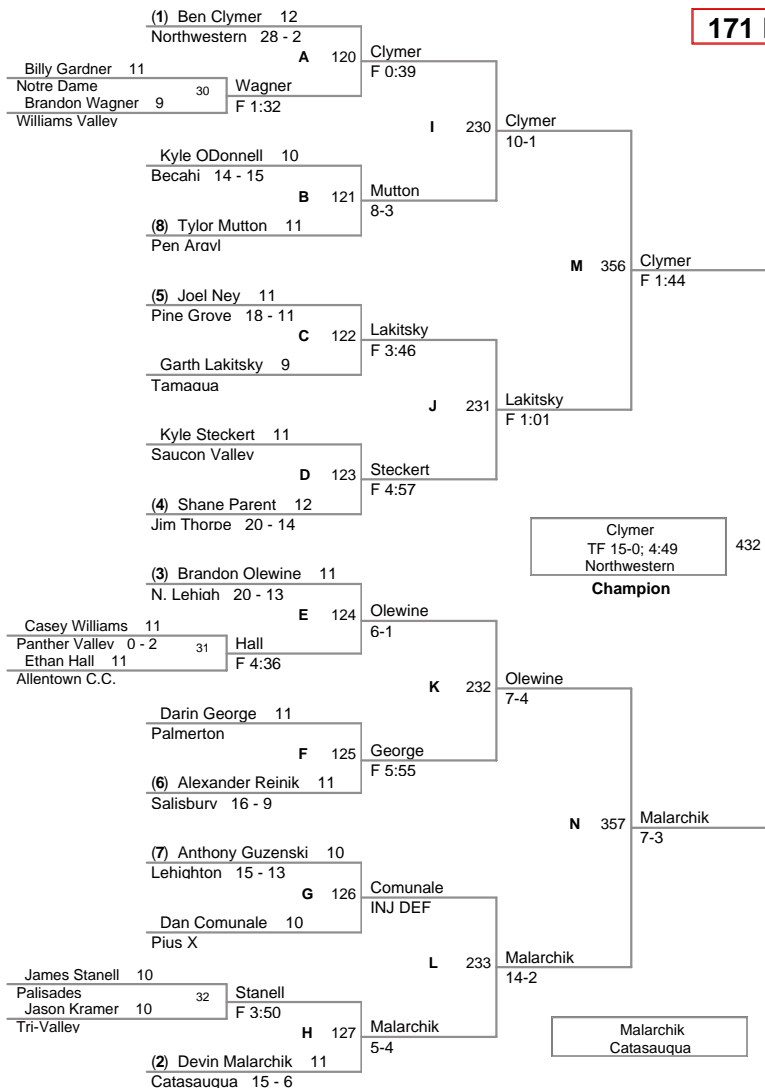 (1) Ben Clymer 12
171
Northwestern 28 - 2
A 120 Clymer
F 0:39
Billy Gardner 11
Notre Dame
30 Wagner
Brandon Wagner 9
F 1:32
Williams Valley
I 230 Clymer
10-1
Kyle ODonnell 10
Becahi 14 - 15
B 121 Mutton
8-3
(8) Tylor Mutton 11
Pen Argyl
M 356 Clymer
F 1:44
(5) Joel Ney 11
Pine Grove 18 - 11
C 122 Lakitsky
F 3:46
Garth Lakitsky 9
Tamaqua
J 231 Lakitsky
F 1:01
Kyle Steckert 11
Saucon Valley
D 123 Steckert
F 4:57
(4) Shane Parent 12
Jim Thorpe 20 - 14
Clymer
TF 15-0; 4:49 432
Northwestern
Champion
(3) Brandon Olewine 11
N. Lehigh 20 - 13
E 124 Olewine
6-1
Casey Williams 11
Panther Valley 0 - 2
31 Hall
Ethan Hall 11
F 4:36
Allentown C.C.
K 232 Olewine
7-4
Darin George 11
Palmerton
F 125 George
F 5:55
(6) Alexander Reinik 11
Salisbury 16 - 9
N 357 Malarchik
7-3
(7) Anthony Guzenski 10
Lehighton 15 - 13
G 126 Comunale
INJ DEF
Dan Comunale 10
Pius X
L 233 Malarchik
14-2
James Stanell 10
Palisades
32 Stanell
Jason Kramer 10
F 3:50
Tri-Valley
H 127 Malarchik
5-4
(2) Devin Malarchik 11
Catasauqua 15 - 6
Malarchik
Catasauqua